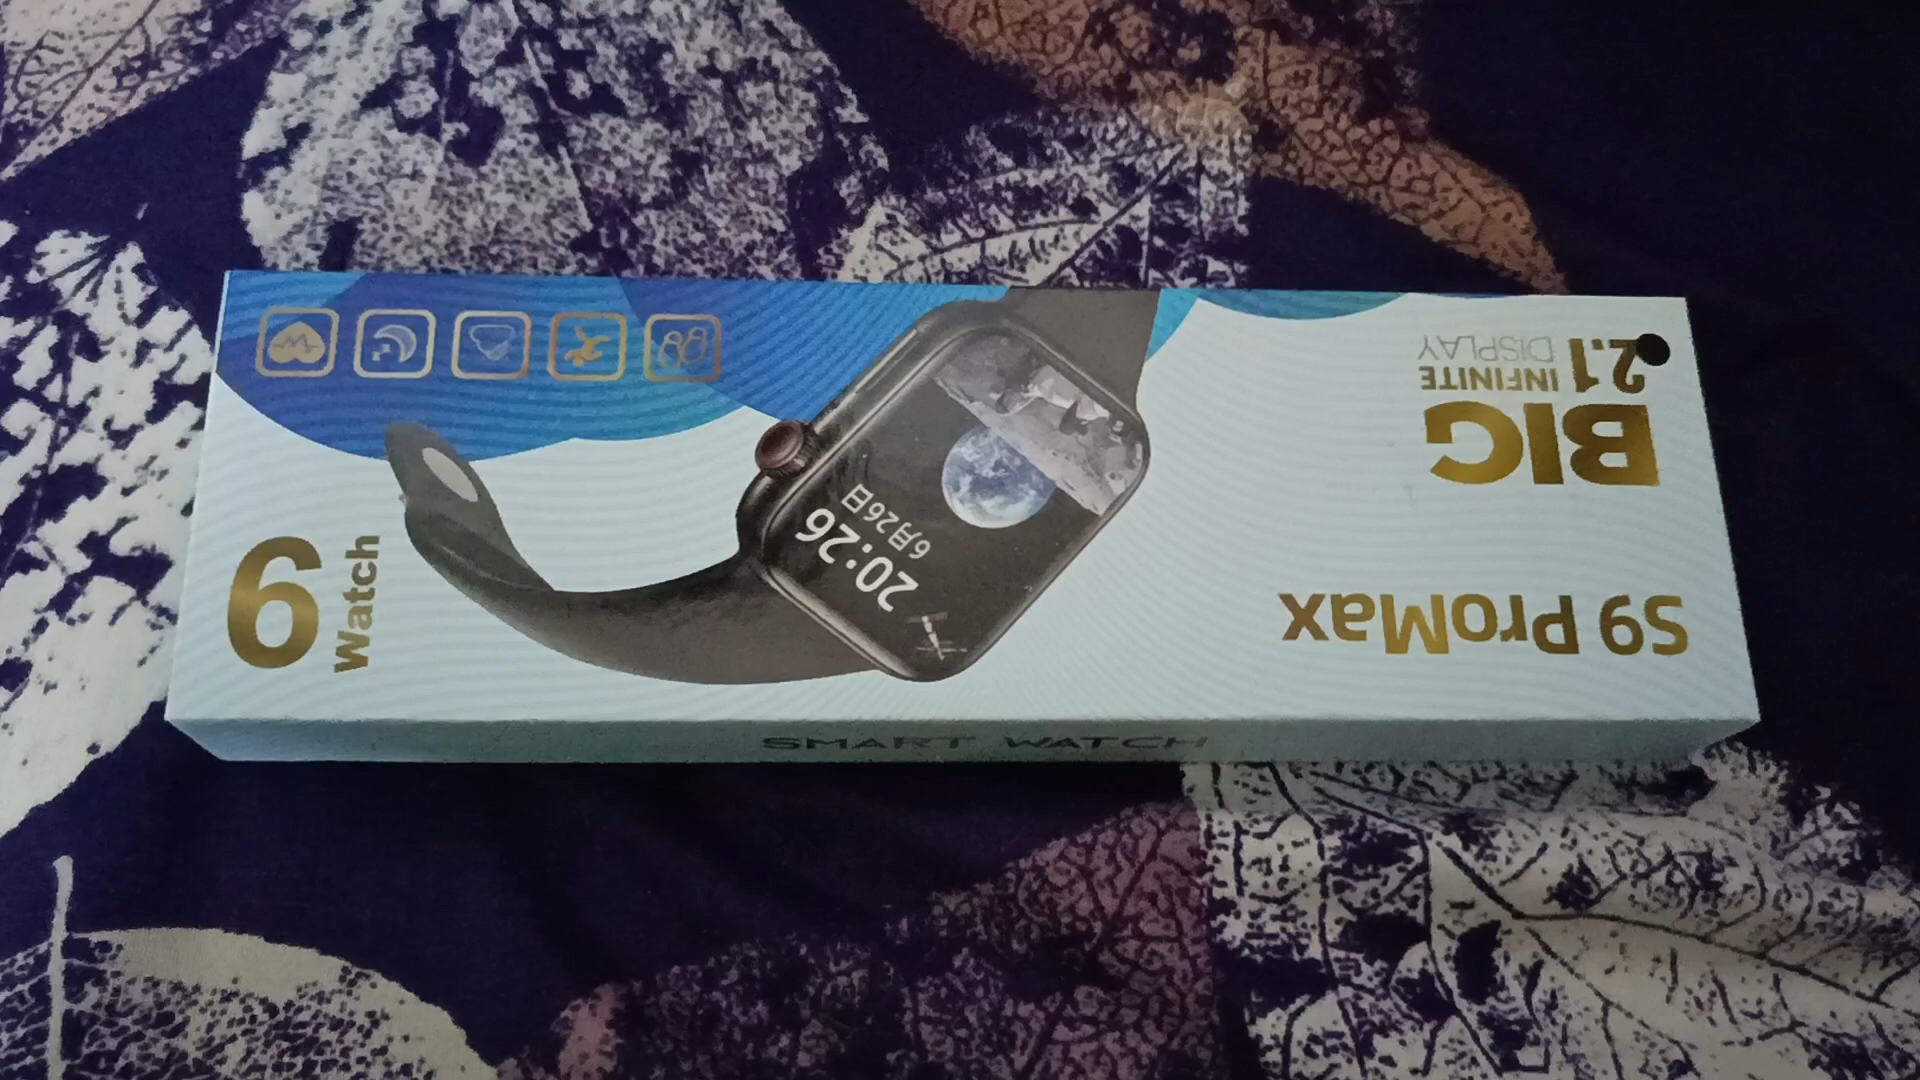 S9 ProMax
BIG
2.1 INFINITE
DISPLAY
20:26
6月26日
Watch
9
SMART WATCH